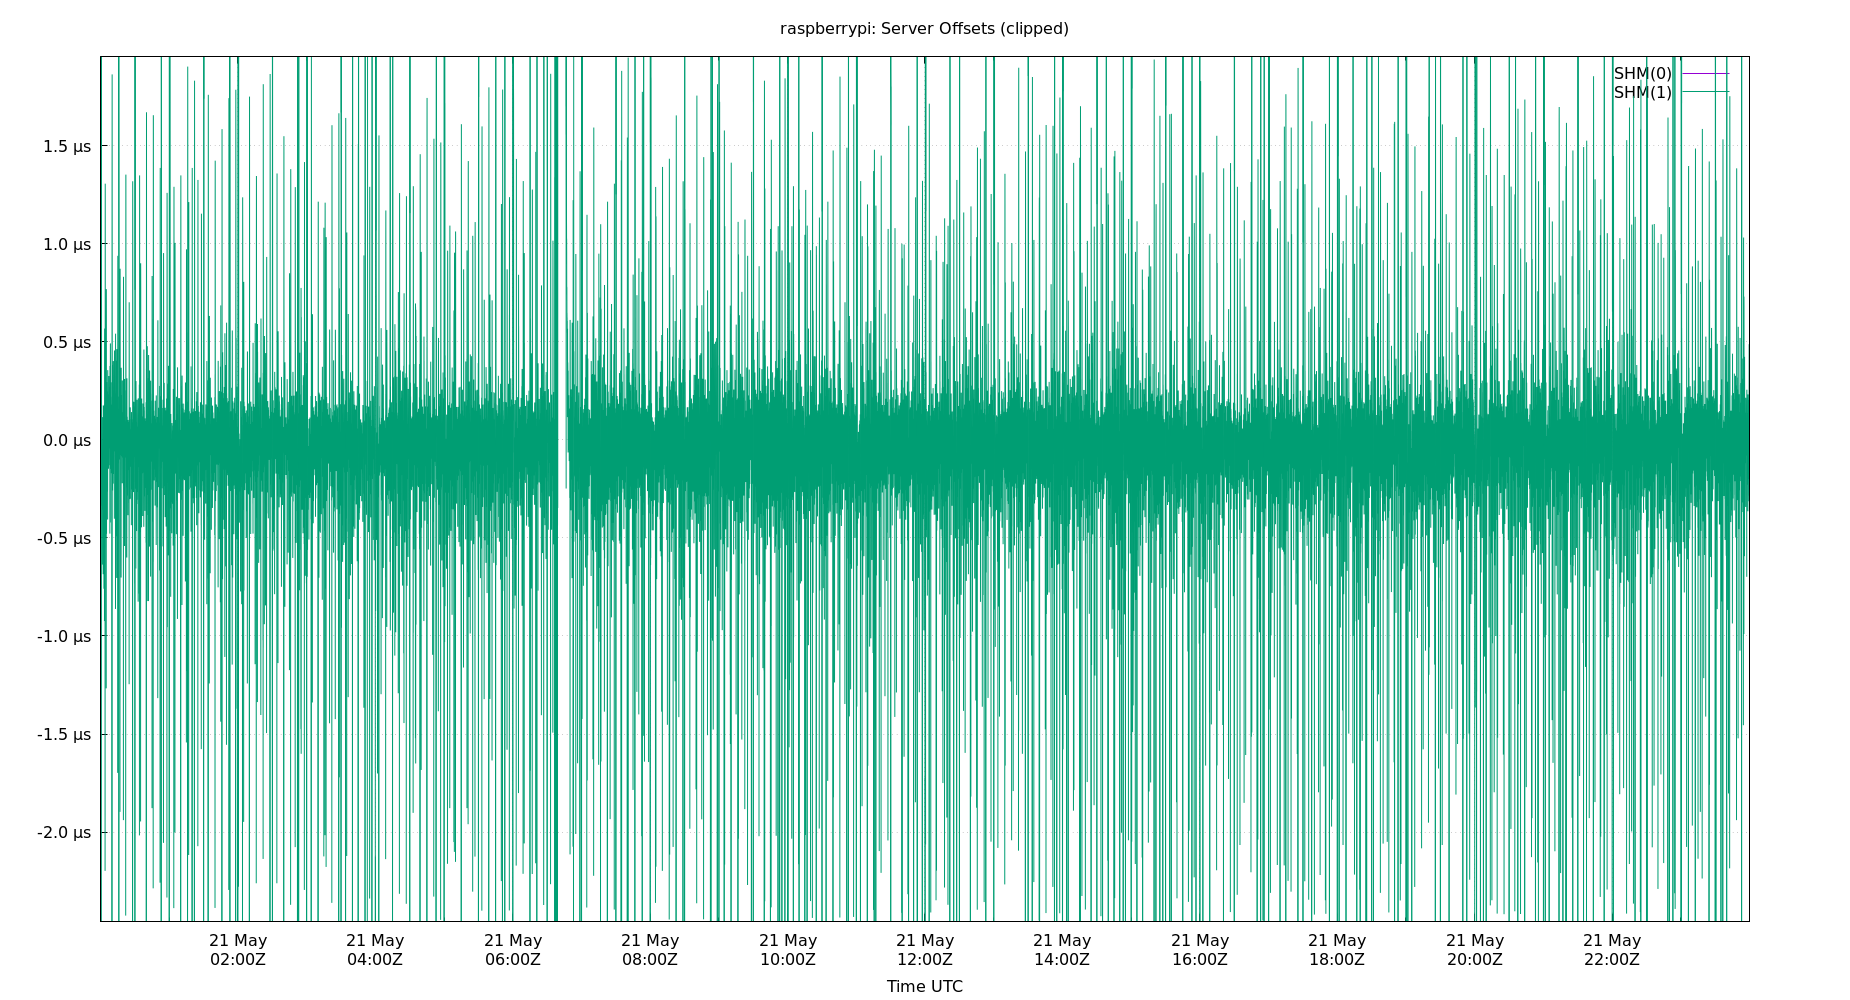 raspberrypi: Server Offsets (clipped)
SHM(0)
SHM(1)
1.5 µs
1.0 µs
0.5 µs
0.0 µs
-0.5 µs
-1.0 µs
-1.5 µs
-2.0 µs
21 May 21 May 21 May 21 May 21 May 21 May 21 May 21 May 21 May 21 May 21 May
02:00Z 04:00Z 06:00Z 08:00Z 10:00Z 12:00Z 14:00Z 16:00Z 18:00Z 20:00Z 22:00Z
Time UTC